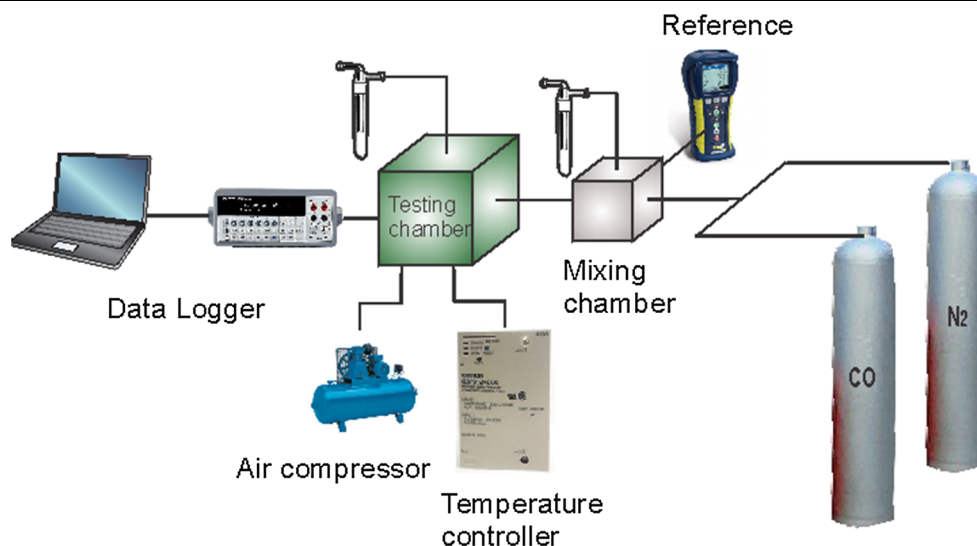 Reference
Testing
chamber
Mixing
chamber
Data Logger
N2
CO
Air compressor
Temperature
controller